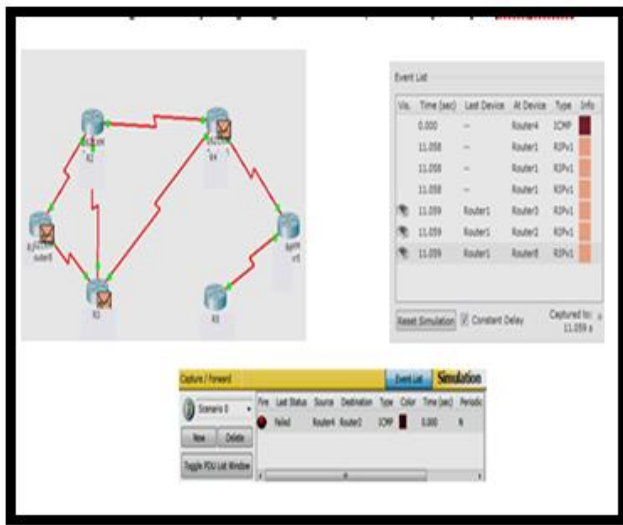 R2
R4
R3
Event List
Vis. Time (sec) Last Device At Device Type Info
0.000 -- Router4 ICMP
11.058 -- Router1 RIPv1
11.058 -- Router1 RIPv1
11.058 -- Router1 RIPv1
11.059 Router1 Router3 RIPv1
11.059 Router1 Router2 RIPv1
11.059 Router1 Router8 RIPv1
Reset Simulation Constant Delay Captured to:
11.059 s
Capture / Forward Event List Simulation
Scenario 0 Fire Last Status Source Destination Type Color Time (sec) Periodic
Failed Router4 Router2 ICMP 0.000 N
New Delete
Toggle PDU List Window